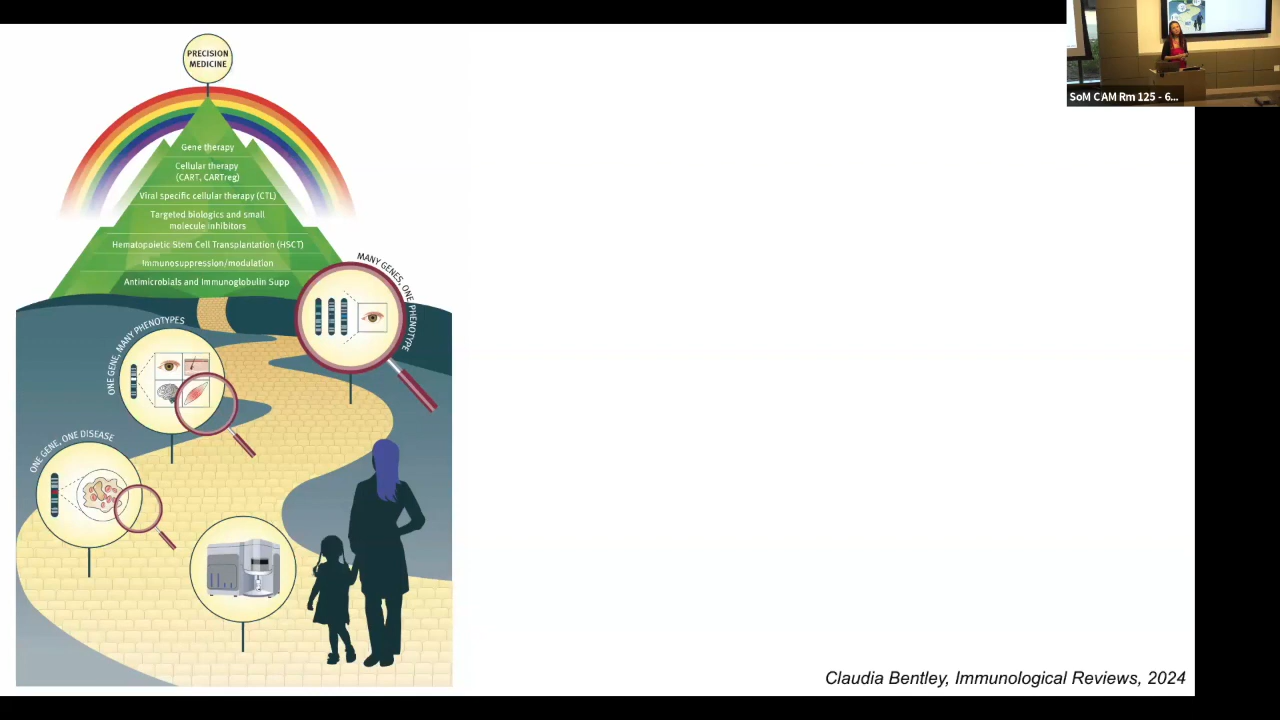 PRECISION
MEDICINE
Gene therapy
Cellular therapy
(CART, CARTreg)
Viral specific cellular therapy (CTL)
Targeted biologics and small
molecule inhibitors
Hematopoietic Stem Cell Transplantation (HSCT)
Immunosuppression/modulation
Antimicrobials and Immunoglobulin Supp
MANY GENES, ONE PHENOTYPE
ONE GENE, MANY PHENOTYPES
ONE GENE, ONE DISEASE
Claudia Bentley, Immunological Reviews, 2024
SoM CAM Rm 125 - 6...